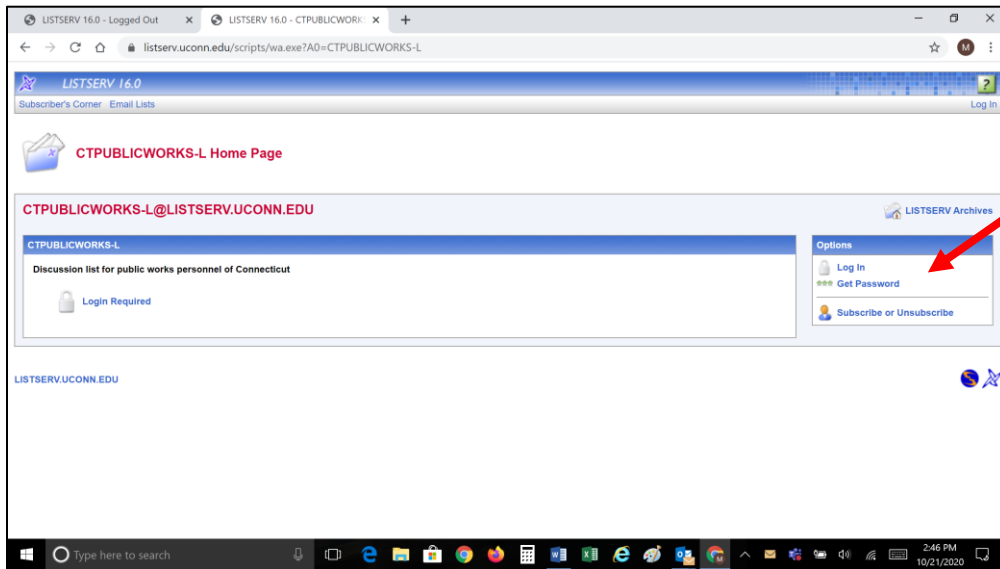 LISTSERV 16.0 - Logged Out
LISTSERV 16.0 - CTPUBLICWORK
listserv.uconn.edu/scripts/wa.exe?A0=CTPUBLICWORKS-L
M
LISTSERV 16.0
?
Subscriber's Corner Email Lists Log In
CTPUBLICWORKS-L Home Page
CTPUBLICWORKS-L@LISTSERV.UCONN.EDU
LISTSERV Archives
CTPUBLICWORKS-L
Discussion list for public works personnel of Connecticut
Login Required
Options
Log In
*** Get Password
Subscribe or Unsubscribe
LISTSERV.UCONN.EDU
Type here to search
2:46 PM
10/21/2020